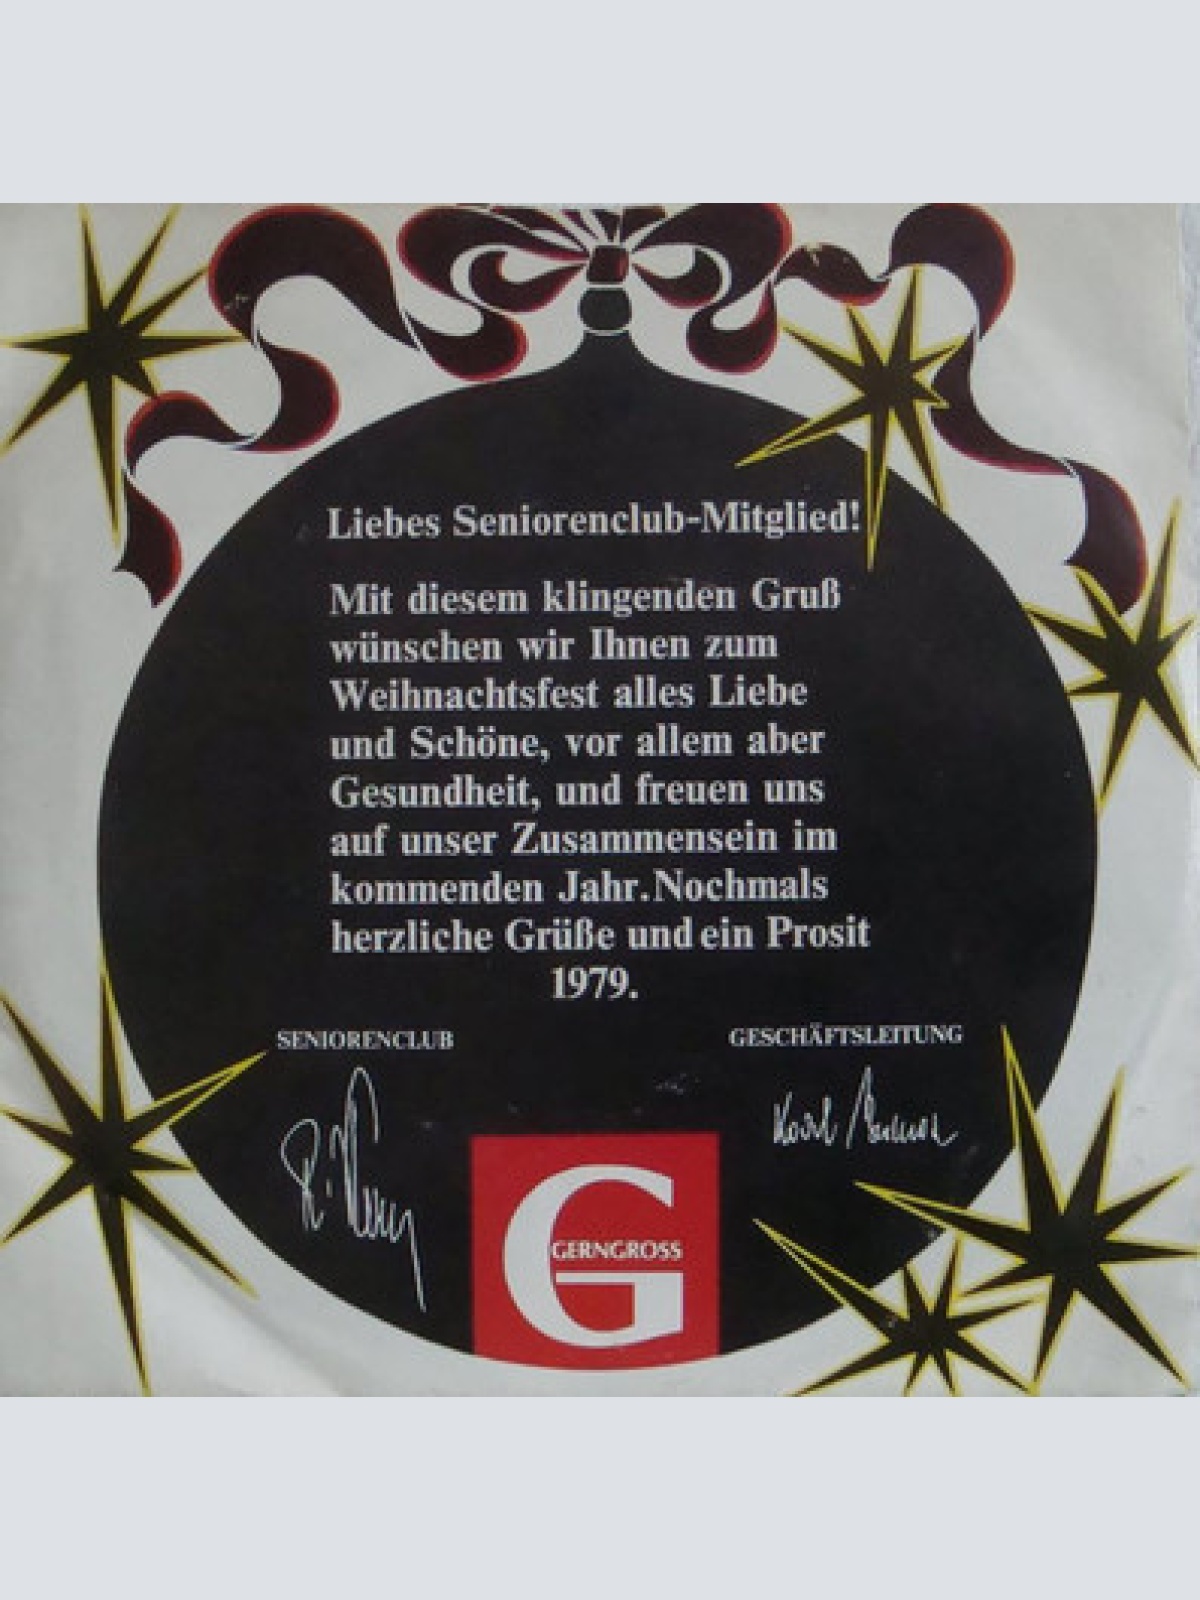 Liebes Seniorenclub-Mitglied!
Mit diesem klingenden Gruß
wünschen wir Ihnen zum
Weihnachtsfest alles Liebe
und Schöne, vor allem aber
Gesundheit, und freuen uns
auf unser Zusammensein im
kommenden Jahr.Nochmals
herzliche Grüße und ein Prosit
1979.
SENIORENCLUB
GESCHÄFTSLEITUNG
Karl
G
GERNGROSS